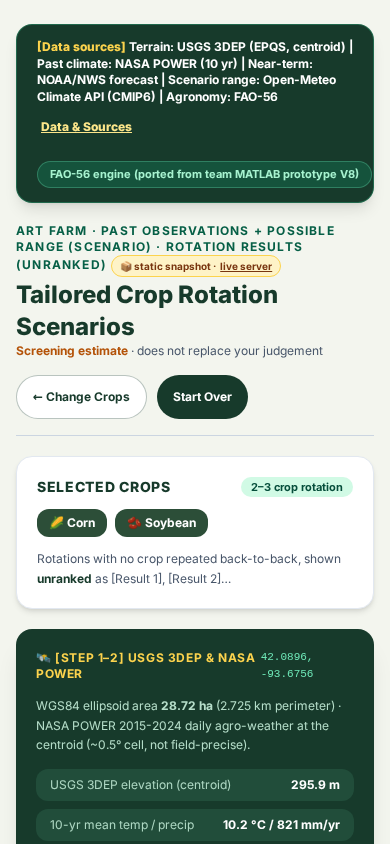 [Data sources] Terrain: USGS 3DEP (EPQS, centroid) |
Past climate: NASA POWER (10 yr) | Near-term:
NOAA/NWS forecast | Scenario range: Open-Meteo
Climate API (CMIP6) | Agronomy: FAO-56
Data & Sources
FAO-56 engine (ported from team MATLAB prototype V8)
ART FARM · PAST OBSERVATIONS + POSSIBLE
RANGE (SCENARIO) · ROTATION RESULTS
(UNRANKED) 📦 static snapshot · live server
Tailored Crop Rotation
Scenarios
Screening estimate · does not replace your judgement
← Change Crops
Start Over
SELECTED CROPS
2–3 crop rotation
🌽 Corn
🫘 Soybean
Rotations with no crop repeated back-to-back, shown
unranked as [Result 1], [Result 2]…
🛰️ [STEP 1–2] USGS 3DEP & NASA
POWER
42.0896,
-93.6756
WGS84 ellipsoid area 28.72 ha (2.725 km perimeter) ·
NASA POWER 2015-2024 daily agro-weather at the
centroid (~0.5° cell, not field-precise).
USGS 3DEP elevation (centroid) 295.9 m
10-yr mean temp / precip 10.2 °C / 821 mm/yr